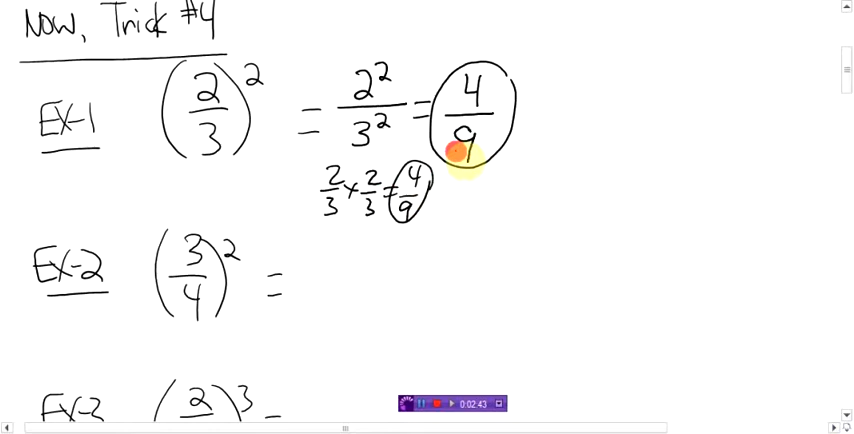 Now, Trick #4
EX-1 (2/3)^2 = 2^2/3^2 = 4/9
2/3 × 2/3 = 4/9
EX-2 (3/4)^2 =
0:02:43